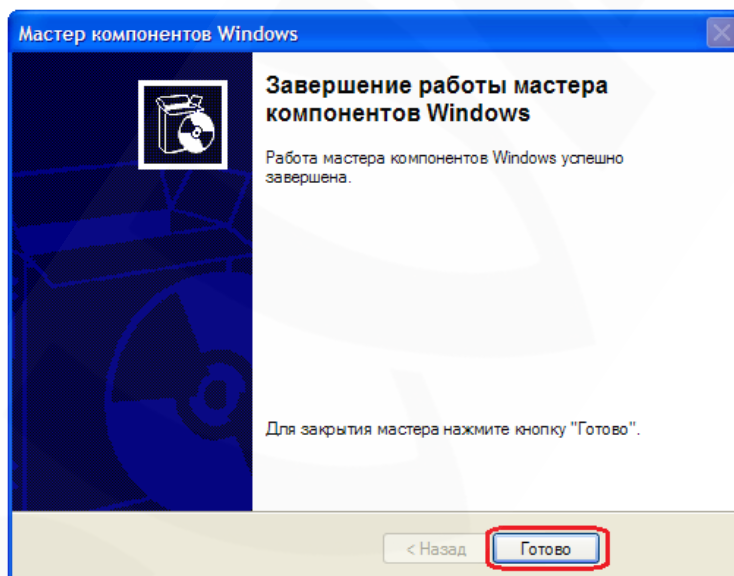 Мастер компонентов Windows
Завершение работы мастера
компонентов Windows
Работа мастера компонентов Windows успешно
завершена.
Для закрытия мастера нажмите кнопку "Готово".
< Назад
Готово